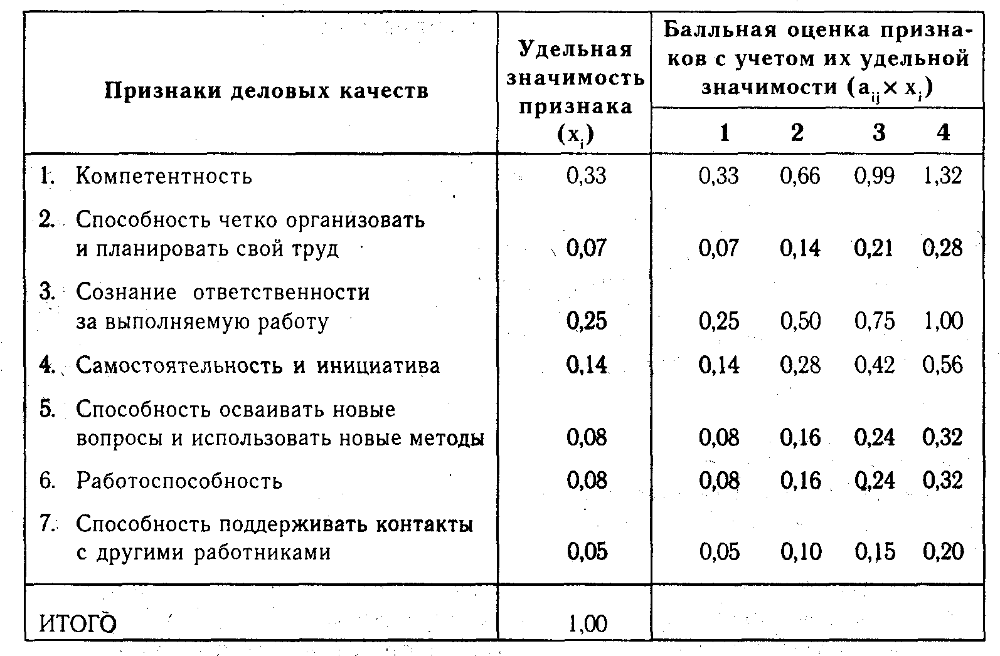 Признаки деловых качеств
Удельная
значимость
признака
(xᵢ)
Балльная оценка призна-
ков с учетом их удельной
значимости (aᵢⱼ × xᵢ)
1 2 3 4
1. Компетентность 0,33 0,33 0,66 0,99 1,32
2. Способность четко организовать
и планировать свой труд 0,07 0,07 0,14 0,21 0,28
3. Сознание ответственности
за выполняемую работу 0,25 0,25 0,50 0,75 1,00
4. Самостоятельность и инициатива 0,14 0,14 0,28 0,42 0,56
5. Способность осваивать новые
вопросы и использовать новые методы 0,08 0,08 0,16 0,24 0,32
6. Работоспособность 0,08 0,08 0,16 0,24 0,32
7. Способность поддерживать контакты
с другими работниками 0,05 0,05 0,10 0,15 0,20
ИТОГО 1,00